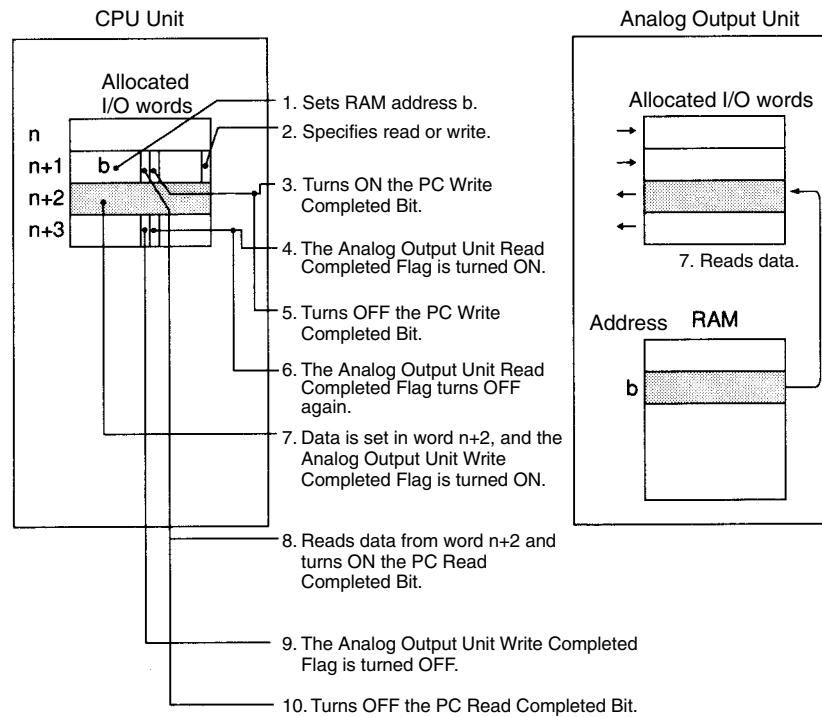 CPU Unit
Analog Output Unit
Allocated
I/O words
n
n+1
b
n+2
n+3
1. Sets RAM address b.
2. Specifies read or write.
3. Turns ON the PC Write
Completed Bit.
4. The Analog Output Unit Read
Completed Flag is turned ON.
5. Turns OFF the PC Write
Completed Bit.
6. The Analog Output Unit Read
Completed Flag turns OFF
again.
7. Data is set in word n+2, and the
Analog Output Unit Write
Completed Flag is turned ON.
8. Reads data from word n+2 and
turns ON the PC Read
Completed Bit.
9. The Analog Output Unit Write Completed
Flag is turned OFF.
10. Turns OFF the PC Read Completed Bit.
Allocated I/O words
7. Reads data.
Address RAM
b